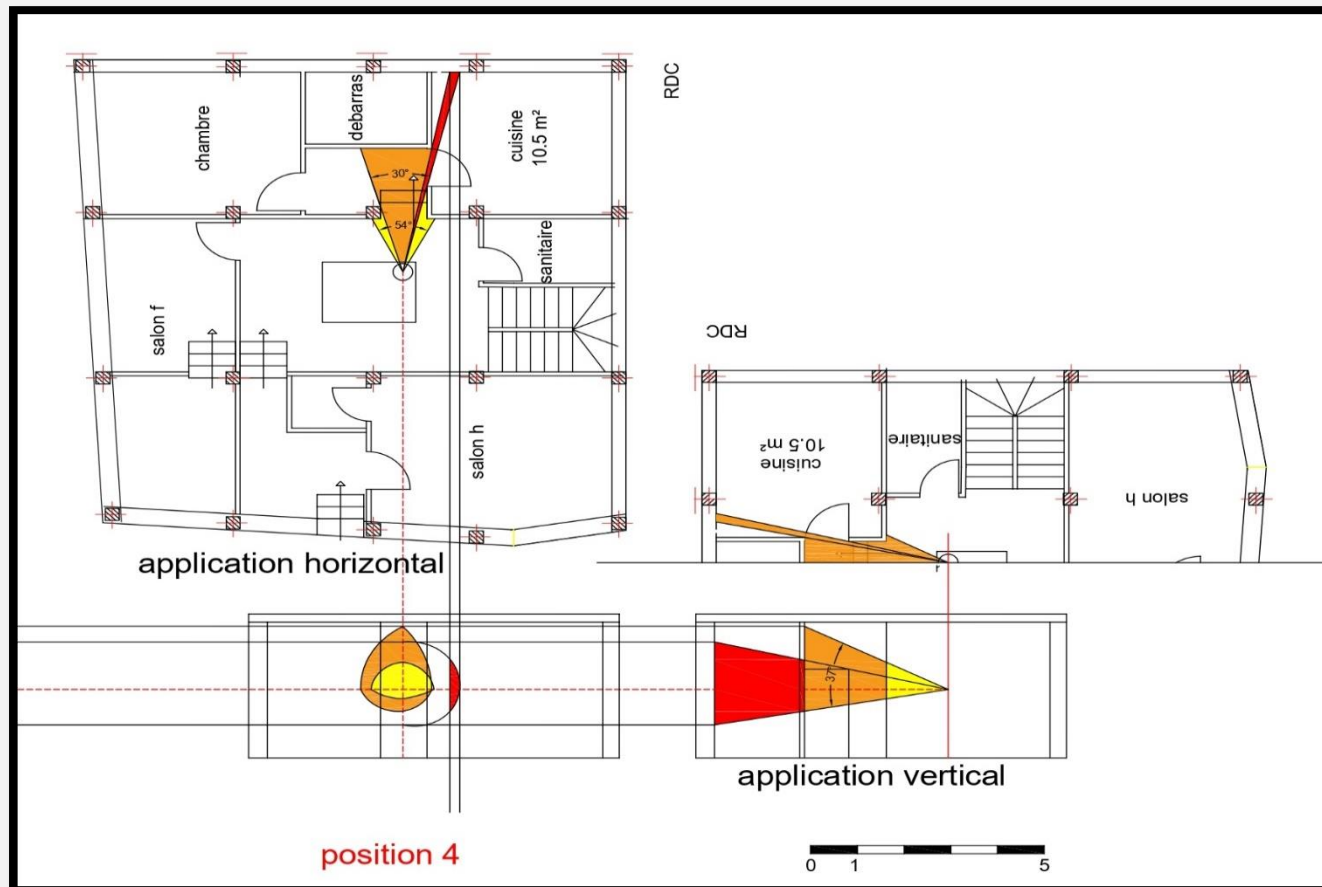 RDC
chambre
debarras
cuisine
10.5 m²
30°
54°
sanitaire
salon f
salon h
application horizontal
RDC
cuisine
10.5 m²
sanitaire
salon h
r
37°
application vertical
position 4
0 1 5